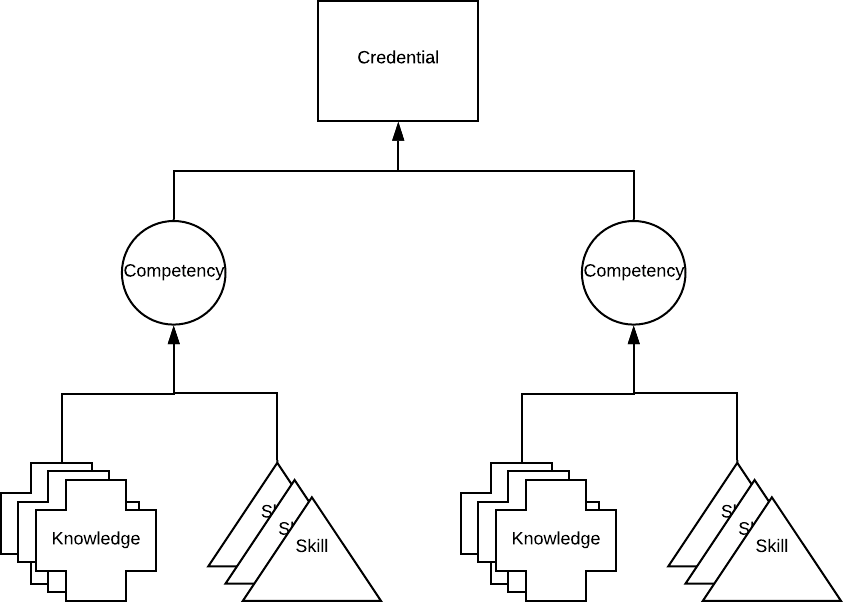 Credential
Competency
Competency
Knowledge
Skill
Knowledge
Skill